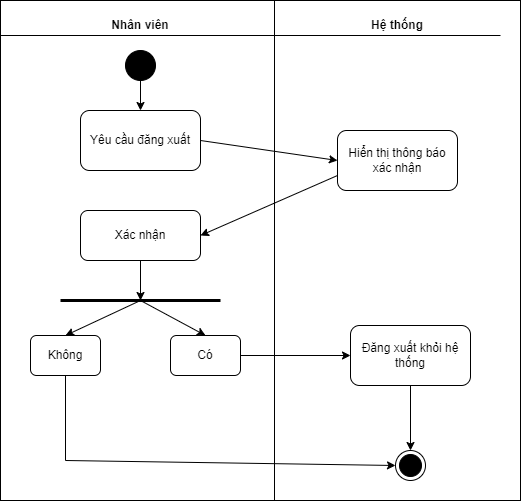 Nhân viên
Hệ thống
Yêu cầu đăng xuất
Hiển thị thông báo
xác nhận
Xác nhận
Không
Có
Đăng xuất khỏi hệ
thống